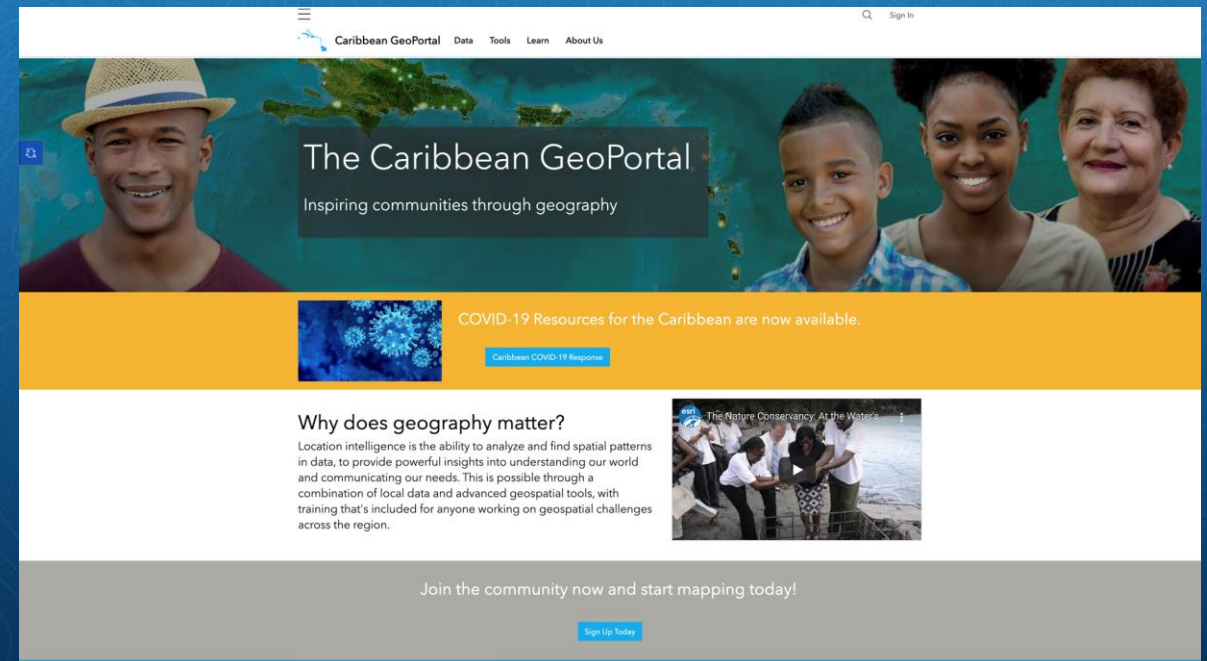 Sign In
Caribbean GeoPortal Data Tools Learn About Us
The Caribbean GeoPortal
Inspiring communities through geography
COVID-19 Resources for the Caribbean are now available.
Caribbean COVID-19 Response
Why does geography matter?
Location intelligence is the ability to analyze and find spatial patterns
in data, to provide powerful insights into understanding our world
and communicating our needs. This is possible through a
combination of local data and advanced geospatial tools, with
training that's included for anyone working on geospatial challenges
across the region.
esri
The Nature Conservancy: At the Water's
Join the community now and start mapping today!
Sign Up Today